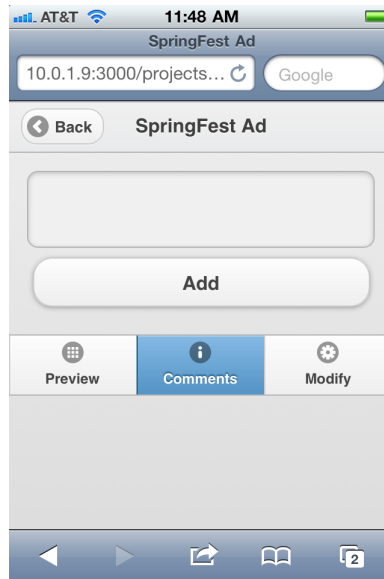 AT&T 11:48 AM
SpringFest Ad
10.0.1.9:3000/projects... Google
Back SpringFest Ad
Add
Preview Comments Modify
2